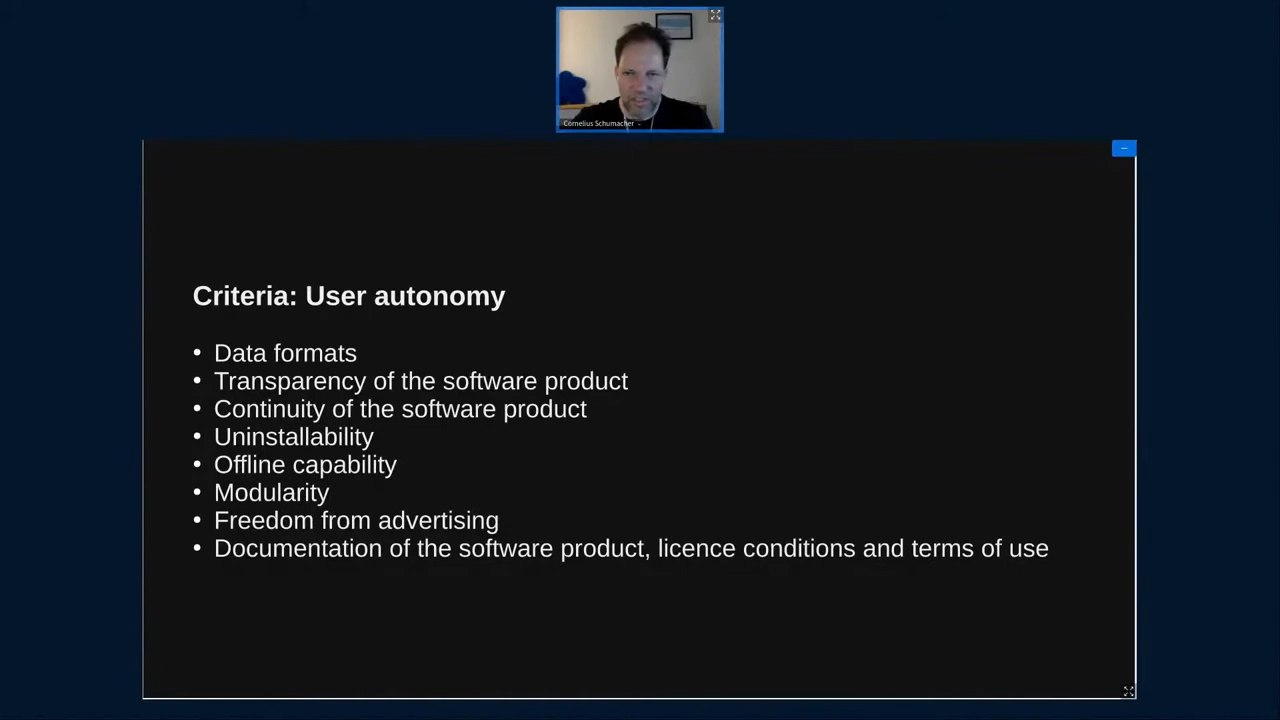 Cornelius Schumacher
Criteria: User autonomy
• Data formats
• Transparency of the software product
• Continuity of the software product
• Uninstallability
• Offline capability
• Modularity
• Freedom from advertising
• Documentation of the software product, licence conditions and terms of use